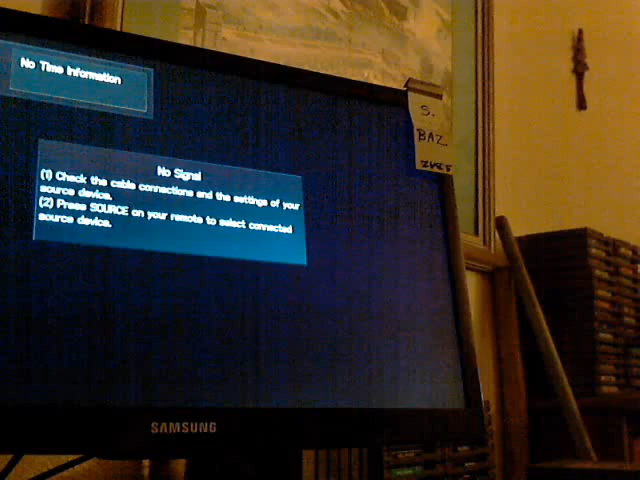 No Time Information
No Signal
(1) Check the cable connections and the settings of your
source device.
(2) Press SOURCE on your remote to select connected
source device.
S.
BAZ
SAMSUNG